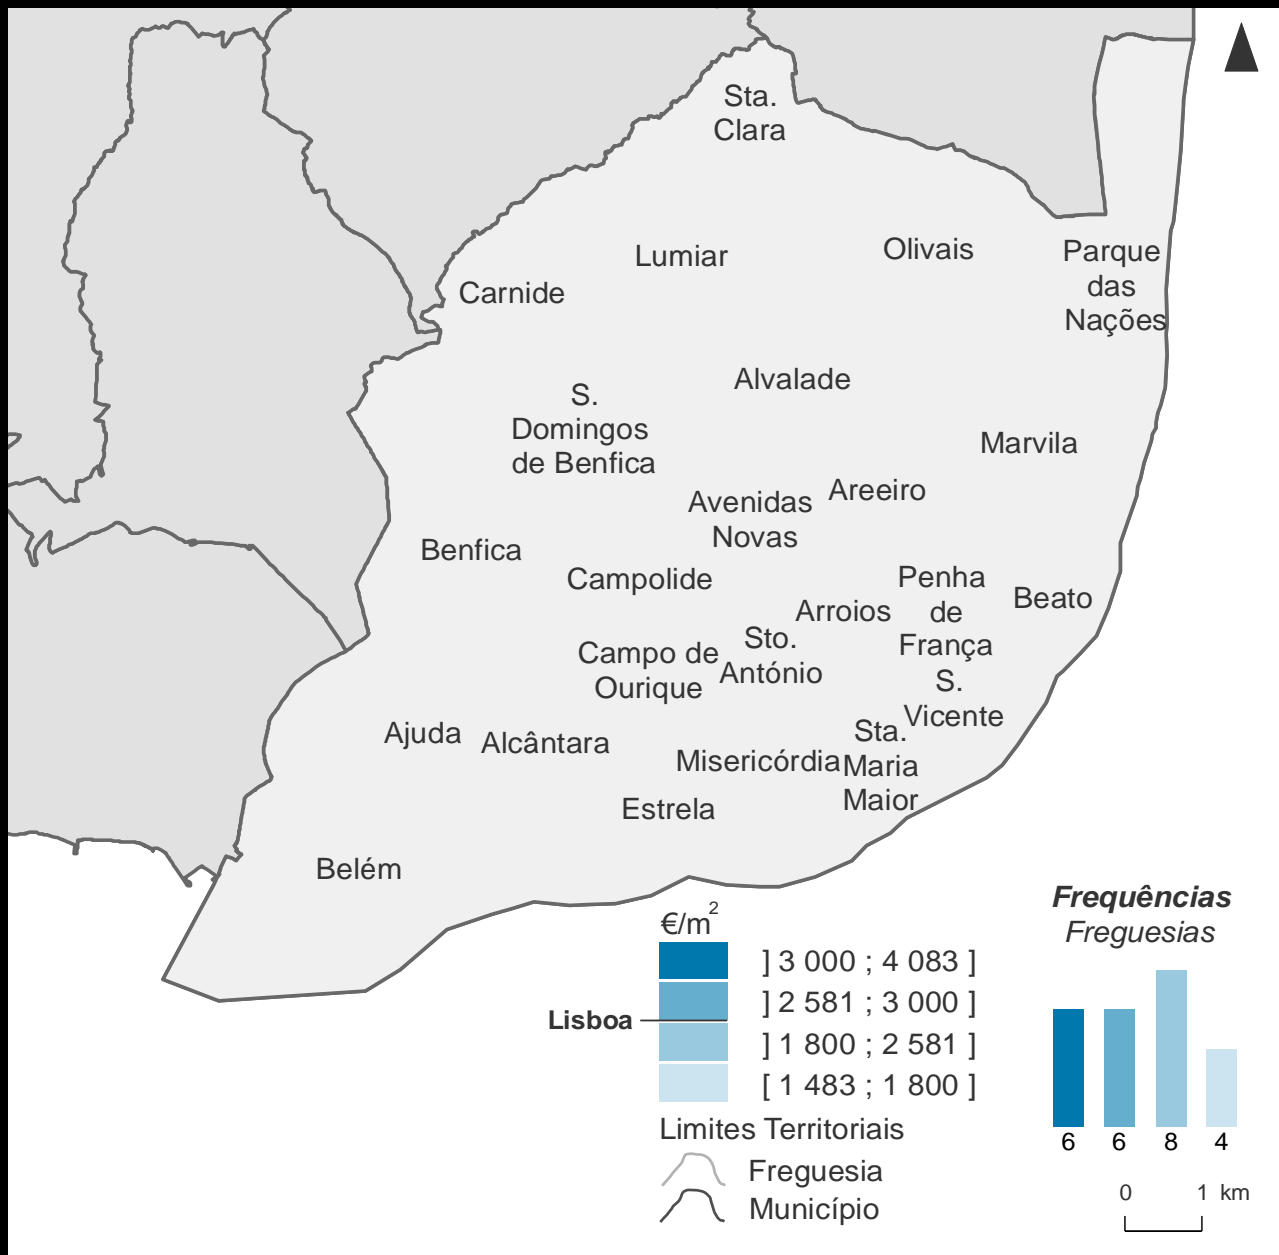 Sta.
Clara
Lumiar
Olivais
Parque
das
Nações
Carnide
Alvalade
S.
Domingos
de Benfica
Marvila
Areeiro
Avenidas
Novas
Benfica
Campolide
Penha
de
França
Beato
Arroios
Sto.
António
Campo de
Ourique
S.
Vicente
Ajuda
Alcântara
Sta.
Maria
Maior
Misericórdia
Estrela
Belém
€/m²
] 3 000 ; 4 083 ]
] 2 581 ; 3 000 ]
Lisboa
] 1 800 ; 2 581 ]
[ 1 483 ; 1 800 ]
Limites Territoriais
Freguesia
Município
Frequências
Freguesias
6 6 8 4
0 1 km